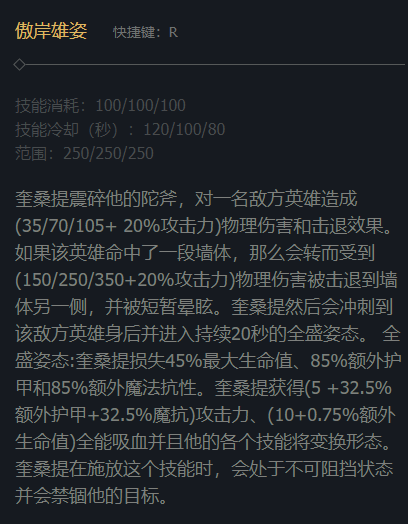 傲岸雄姿 快捷键：R
技能消耗：100/100/100
技能冷却（秒）：120/100/80
范围：250/250/250
奎桑提震碎他的陀斧，对一名敌方英雄造成
(35/70/105+ 20%攻击力)物理伤害和击退效果。
如果该英雄命中了一段墙体，那么会转而受到
(150/250/350+20%攻击力)物理伤害被击退到墙
体另一侧，并被短暂晕眩。奎桑提然后会冲刺到
该敌方英雄身后并进入持续20秒的全盛姿态。 全
盛姿态:奎桑提损失45%最大生命值、85%额外护
甲和85%额外魔法抗性。奎桑提获得(5 +32.5%
额外护甲+32.5%魔抗)攻击力、(10+0.75%额外
生命值)全能吸血并且他的各个技能将变换形态。
奎桑提在施放这个技能时，会处于不可阻挡状态
并会禁锢他的目标。